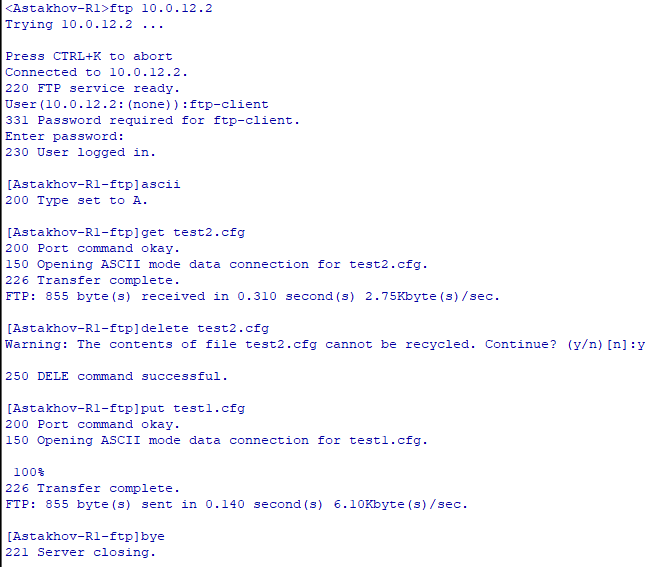 <Astakhov-R1>ftp 10.0.12.2
Trying 10.0.12.2 ...
Press CTRL+K to abort
Connected to 10.0.12.2.
220 FTP service ready.
User(10.0.12.2:(none)):ftp-client
331 Password required for ftp-client.
Enter password:
230 User logged in.
[Astakhov-R1-ftp]ascii
200 Type set to A.
[Astakhov-R1-ftp]get test2.cfg
200 Port command okay.
150 Opening ASCII mode data connection for test2.cfg.
226 Transfer complete.
FTP: 855 byte(s) received in 0.310 second(s) 2.75Kbyte(s)/sec.
[Astakhov-R1-ftp]delete test2.cfg
Warning: The contents of file test2.cfg cannot be recycled. Continue? (y/n)[n]:y
250 DELE command successful.
[Astakhov-R1-ftp]put test1.cfg
200 Port command okay.
150 Opening ASCII mode data connection for test1.cfg.
100%
226 Transfer complete.
FTP: 855 byte(s) sent in 0.140 second(s) 6.10Kbyte(s)/sec.
[Astakhov-R1-ftp]bye
221 Server closing.